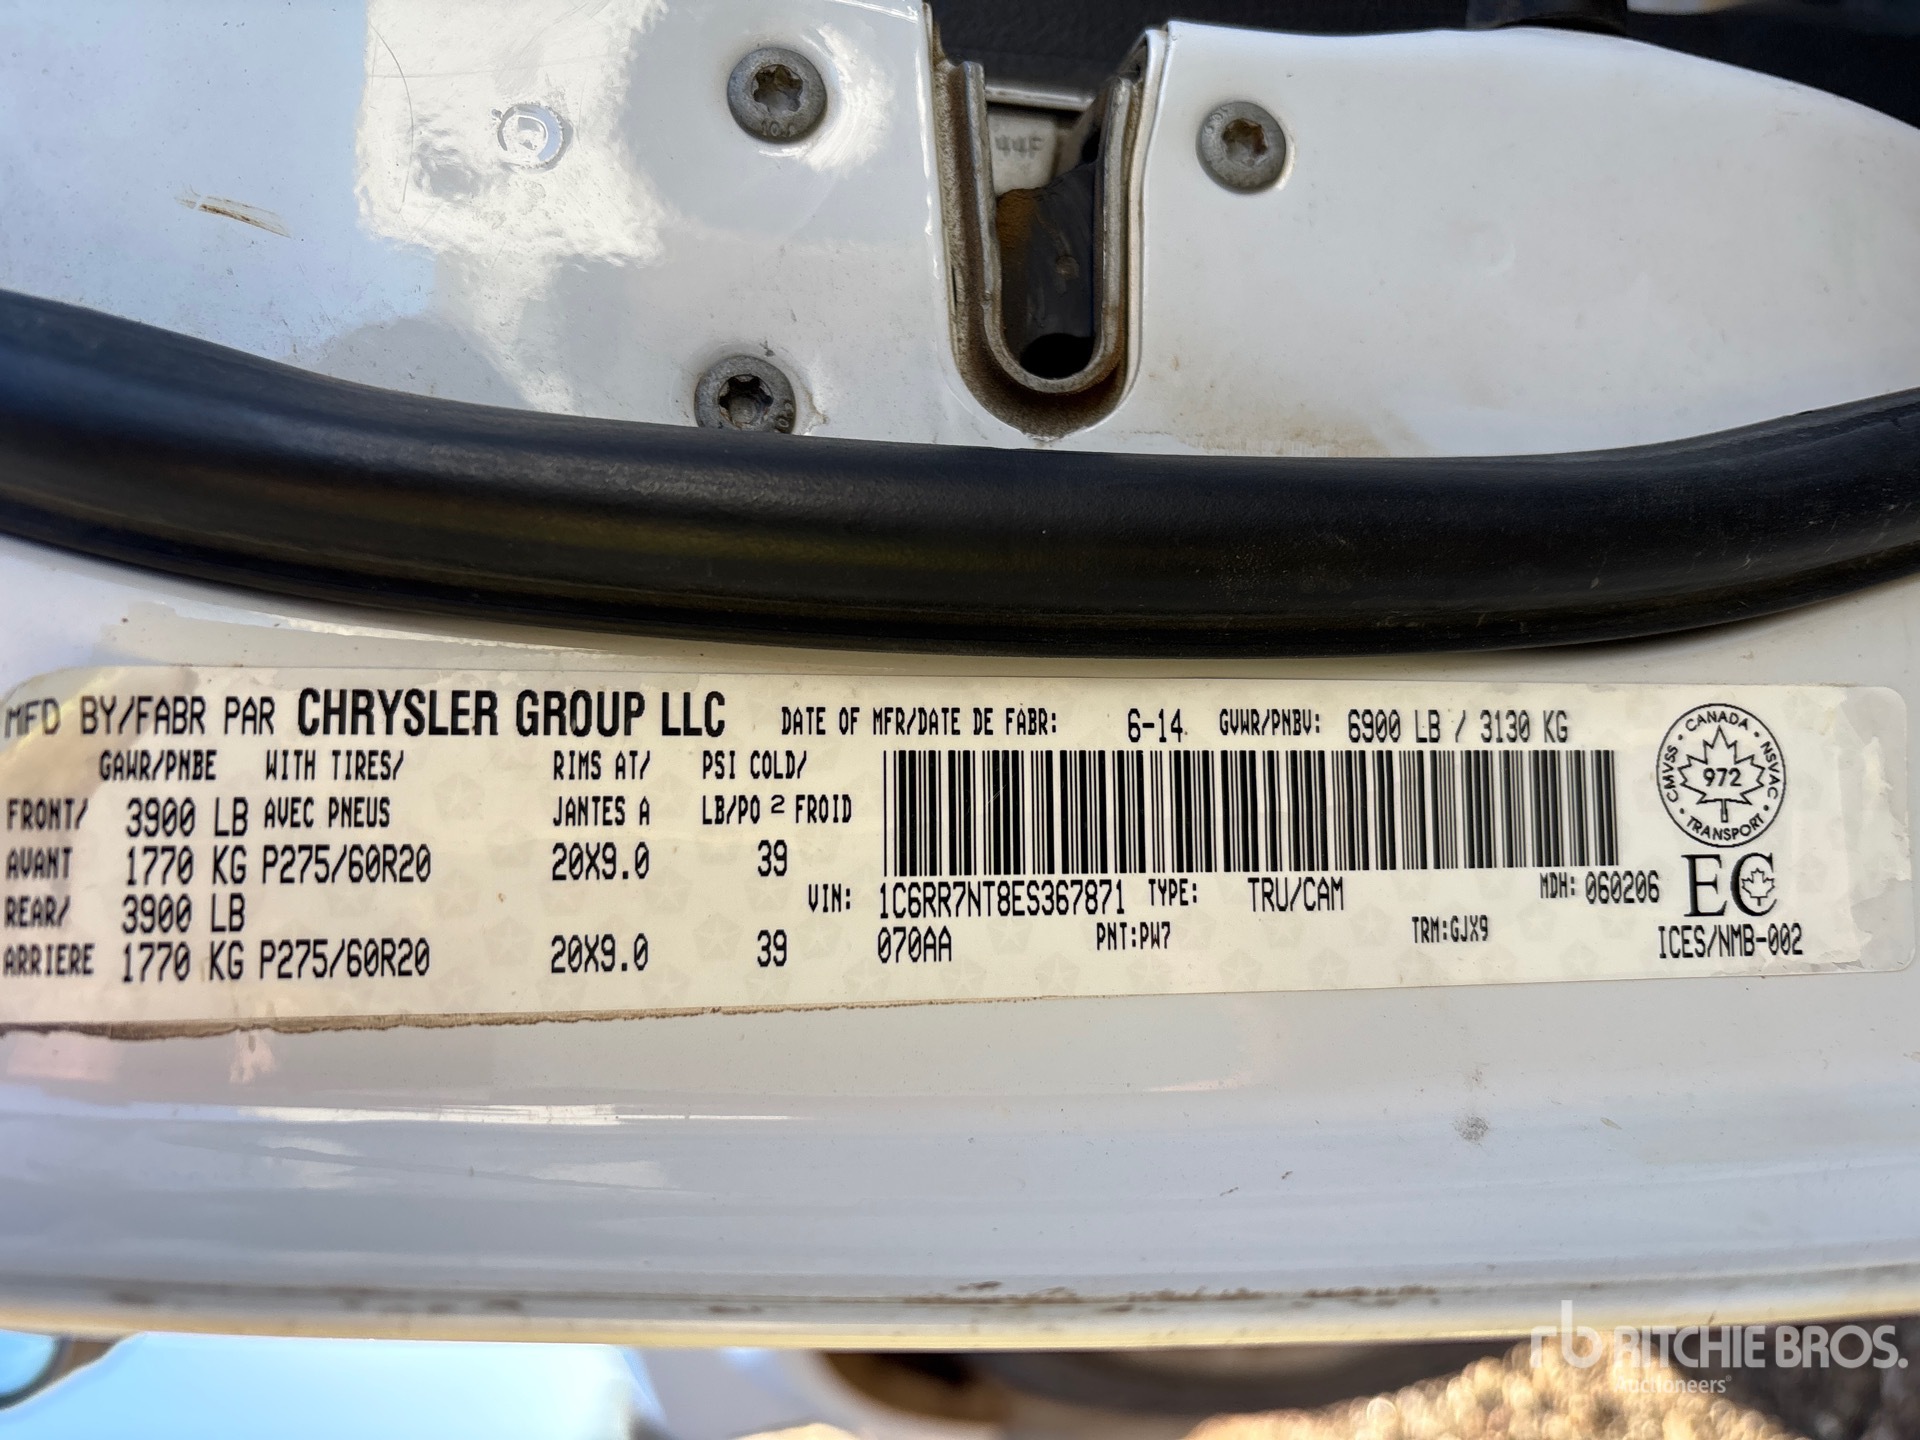 MFD BY/FABR PAR CHRYSLER GROUP LLC DATE OF MFR/DATE DE FABR: 6-14 GVWR/PNBV: 6900 LB / 3130 KG
GAWR/PNBE WITH TIRES/ RIMS AT/ PSI COLD/
FRONT/ 3900 LB AVEC PNEUS JANTES A LB/PO 2 FROID
AVANT 1770 KG P275/60R20 20X9.0 39
VIN: 1C6RR7NT8ES367871 TYPE: TRU/CAM MDH: 060206
REAR/ 3900 LB
ARRIERE 1770 KG P275/60R20 20X9.0 39
070AA PNT:PW7 TRM:GJX9
CANADA
CMVSS 972 NSVAC
TRANSPORT
EC
ICES/NMB-002
rb RITCHIE BROS.
Auctioneers